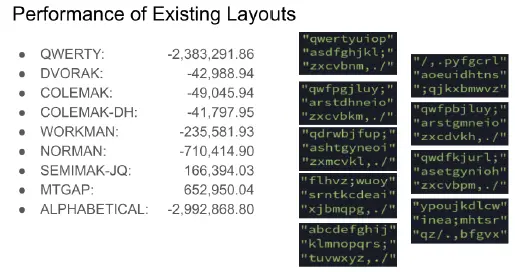 Performance of Existing Layouts
● QWERTY: -2,383,291.86
● DVORAK: -42,988.94
● COLEMAK: -49,045.94
● COLEMAK-DH: -41,797.95
● WORKMAN: -235,581.93
● NORMAN: -710,414.90
● SEMIMAK-JQ: 166,394.03
● MTGAP: 652,950.04
● ALPHABETICAL: -2,992,868.80
"qwertyuiop"
"asdfghjkl;"
"zxcvbnm,./"
"qwfpgjluy;"
"arstdhneio"
"zxcvbkm,./"
"qdrwbjfup;"
"ashtgyneoi"
"zxmcvkl,./"
"flhvz;wuoy"
"srntkcdeai"
"xjbmqpg,./"
"abcdefghij"
"klmnopqrs;"
"tuvwxyz,./"
"/,.pyfgcrl"
"aoeuidhtns"
";qjkxbmwvz"
"qwfpbjluy;"
"arstgmneio"
"zxcdvkh,./"
"qwdfkjurl;"
"asetgynioh"
"zxcvbpm,./"
"ypoujkdlcw"
"inea;mhtsr"
"qz/.,bfgvx"